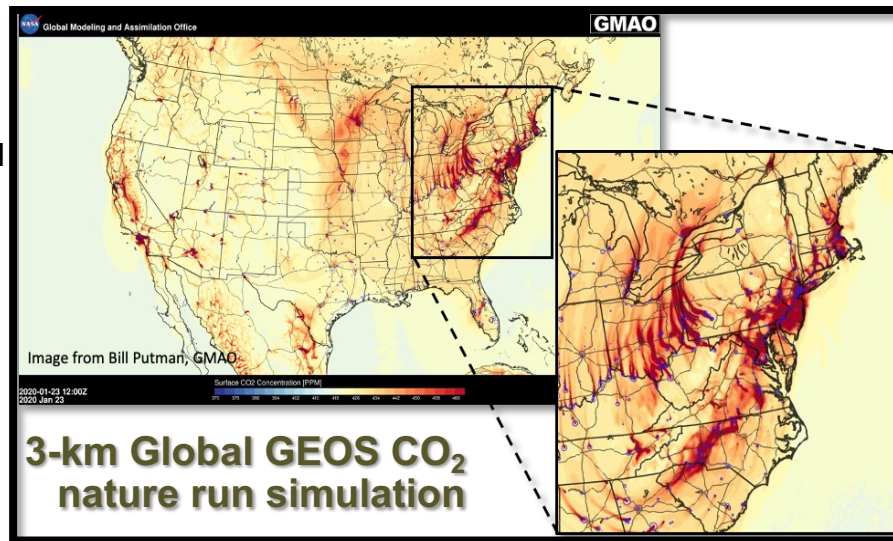 NASA
Global Modeling and Assimilation Office
GMAO
Image from Bill Putman, GMAO
2020-01-23 12:00Z
2020 Jan 23
Surface CO2 Concentration [PPM]
3-km Global GEOS CO₂
nature run simulation